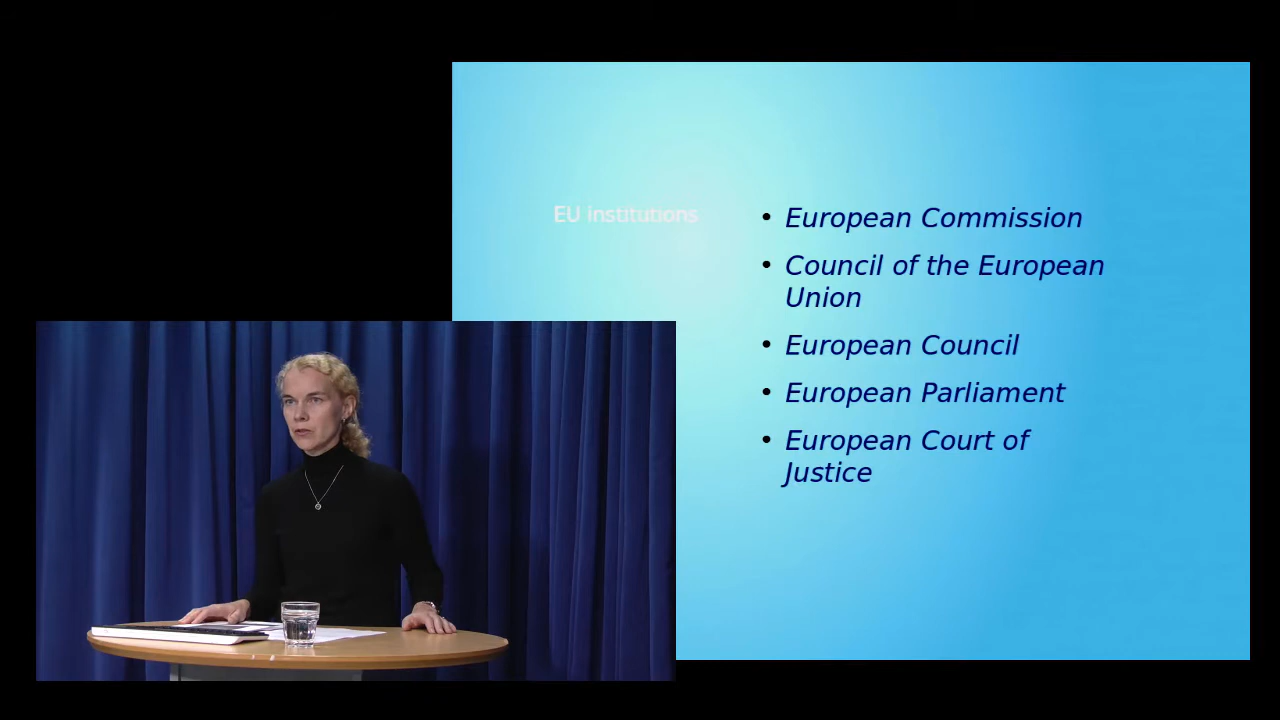 EU institutions
• European Commission
• Council of the European
Union
• European Council
• European Parliament
• European Court of
Justice